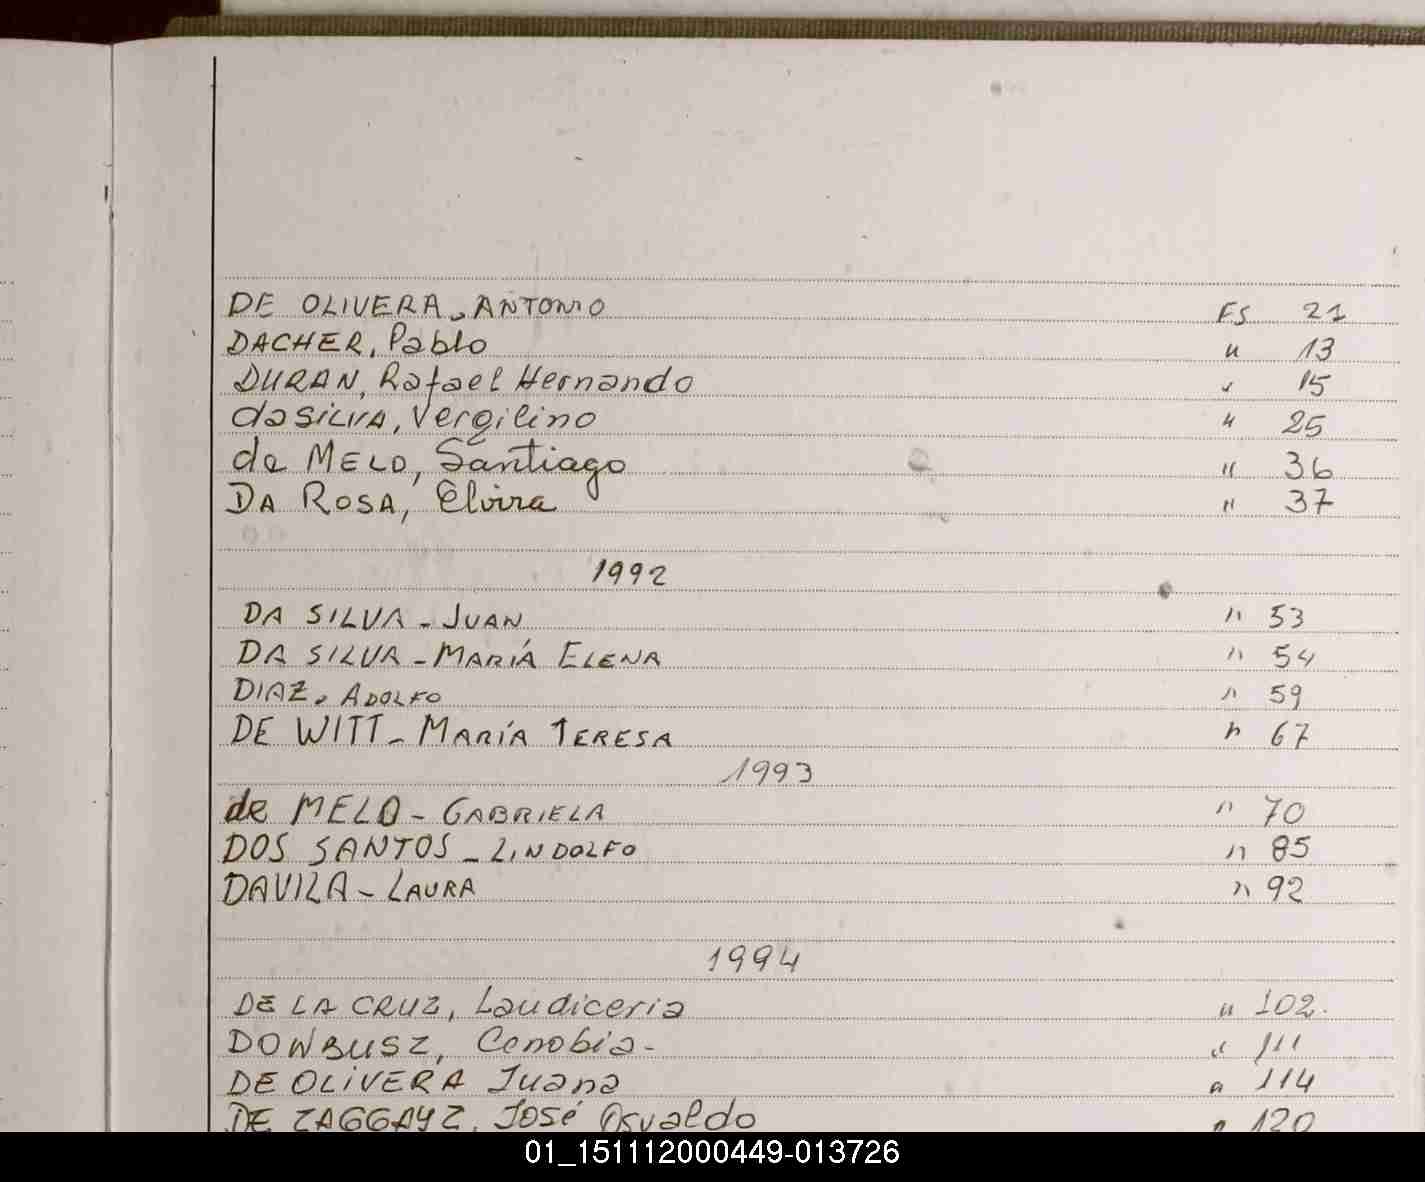 DE OLIVERA, ANTONIO FS 21
DACHER, Pablo " 13
DURAN, Rafael Hernando " 15
da SILVA, Vergilino " 25
de MELO, Santiago " 36
DA ROSA, Elvira " 37
1992
DA SILVA - JUAN " 53
DA SILVA - MARÍA ELENA " 54
DIAZ, ADOLFO " 59
DE WITT - MARÍA TERESA " 67
1993
de MELO - GABRIELA " 70
DOS SANTOS - LINDOLFO " 85
DAVILA - LAURA " 92
1994
DE LA CRUZ, Laudiceria " 102.
DOWBUSZ, Cenobia - " 111
DE OLIVERA Juana " 114
DE ZAGGAYZ, José Osvaldo " 120
01_151112000449-013726